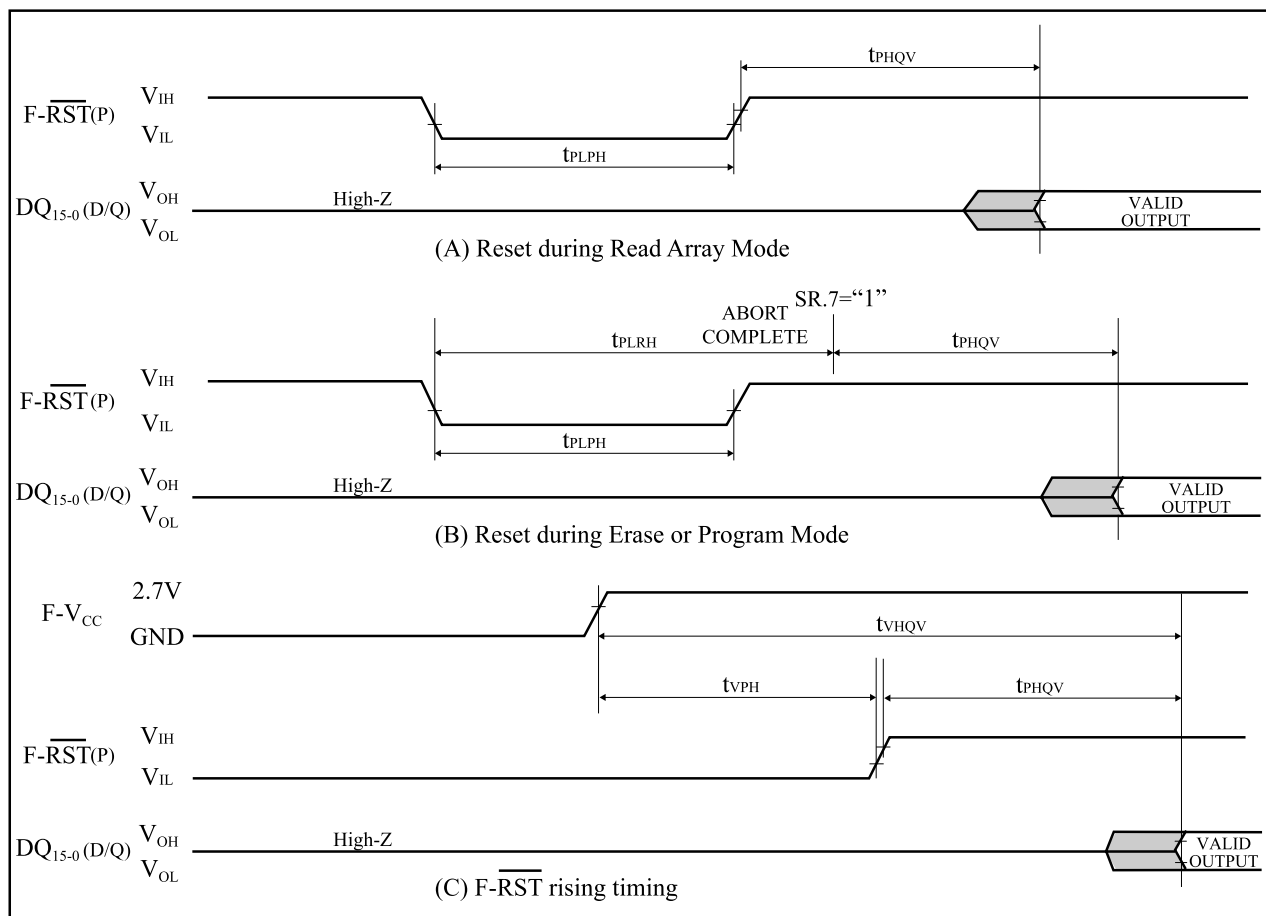 tPHQV
VIH
F-RST(P)
VIL
tPLPH
VOH
High-Z
DQ15-0 (D/Q)
VALID
OUTPUT
VOL
(A) Reset during Read Array Mode
SR.7=“1”
ABORT
COMPLETE
tPLRH
tPHQV
VIH
F-RST(P)
VIL
tPLPH
VOH
High-Z
DQ15-0 (D/Q)
VALID
OUTPUT
VOL
(B) Reset during Erase or Program Mode
2.7V
F-VCC
GND
tVHQV
tVPH
tPHQV
VIH
F-RST(P)
VIL
VOH
High-Z
DQ15-0 (D/Q)
VALID
OUTPUT
VOL
(C) F-RST rising timing